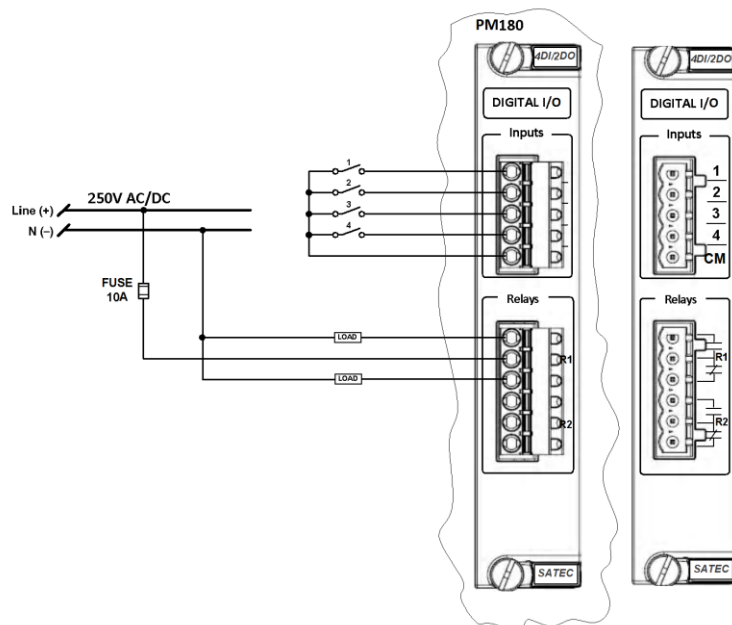 PM180
4DI/2DO
DIGITAL I/O
Inputs
1
2
3
4
250V AC/DC
Line (+)
N (–)
FUSE
10A
Relays
LOAD
R1
LOAD
R2
SATEC
4DI/2DO
DIGITAL I/O
Inputs
1
2
3
4
CM
Relays
R1
R2
SATEC